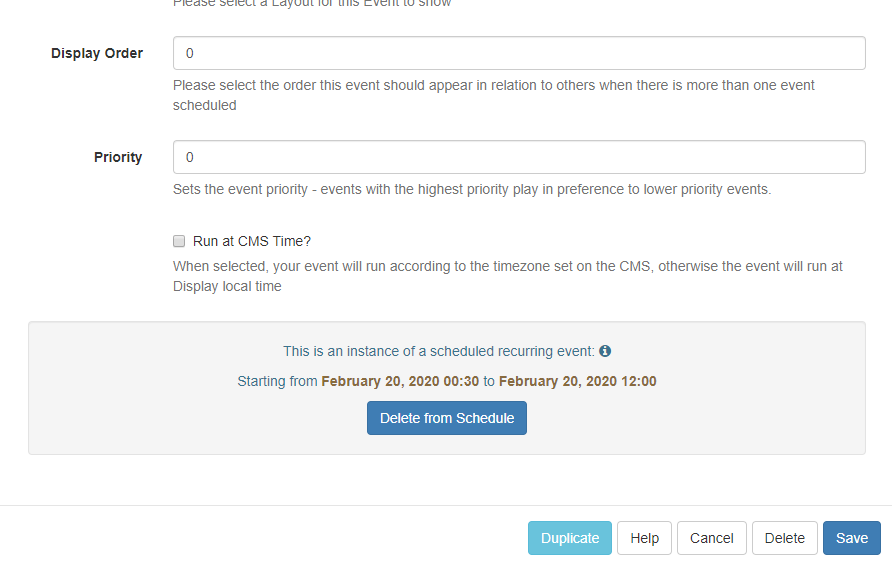 Please select a Layout for this Event to show
Display Order
0
Please select the order this event should appear in relation to others when there is more than one event
scheduled
Priority
0
Sets the event priority - events with the highest priority play in preference to lower priority events.
Run at CMS Time?
When selected, your event will run according to the timezone set on the CMS, otherwise the event will run at
Display local time
This is an instance of a scheduled recurring event:
Starting from February 20, 2020 00:30 to February 20, 2020 12:00
Delete from Schedule
Duplicate Help Cancel Delete Save